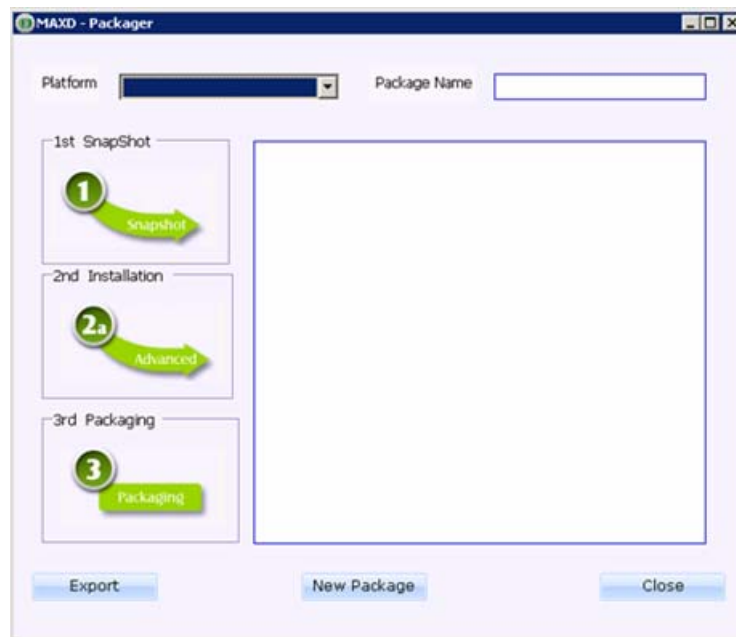 MAXD - Packager
Platform
Package Name
1st SnapShot
1
Snapshot
2nd Installation
2a
Advanced
3rd Packaging
3
Packaging
Export
New Package
Close